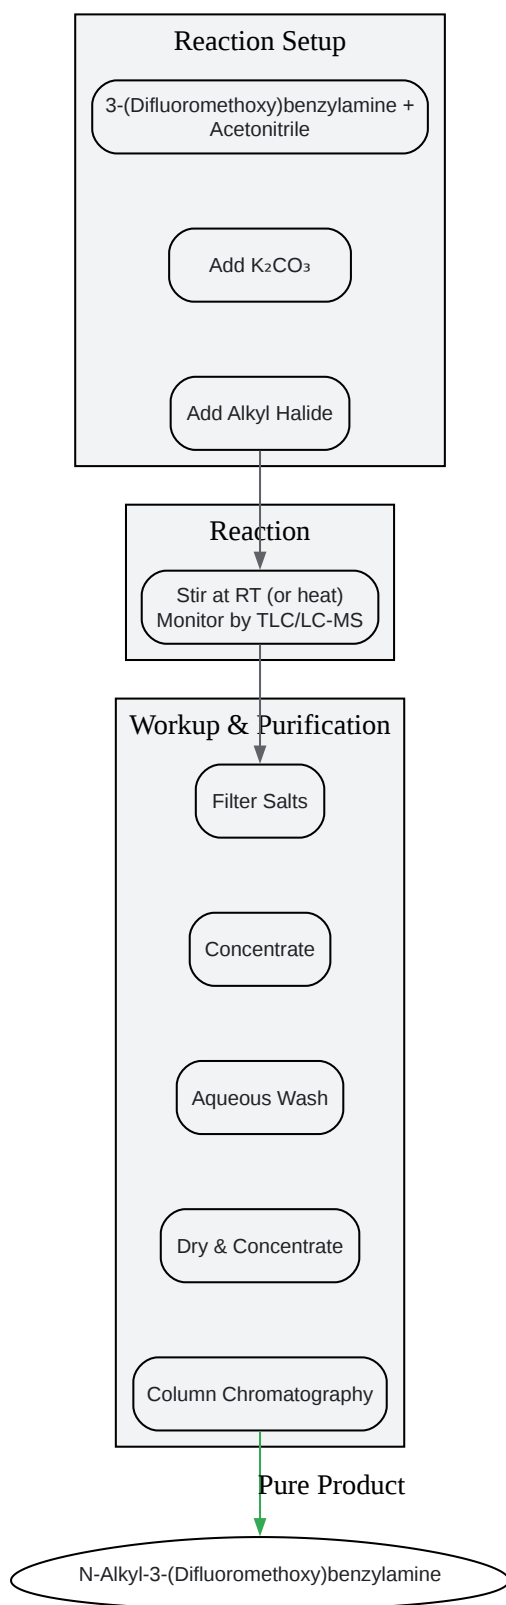 Reaction Setup
3-(Difluoromethoxy)benzylamine +
Acetonitrile
Add K₂CO₃
Add Alkyl Halide
Reaction
Stir at RT (or heat)
Monitor by TLC/LC-MS
Workup & Purification
Filter Salts
Concentrate
Aqueous Wash
Dry & Concentrate
Column Chromatography
Pure Product
N-Alkyl-3-(Difluoromethoxy)benzylamine